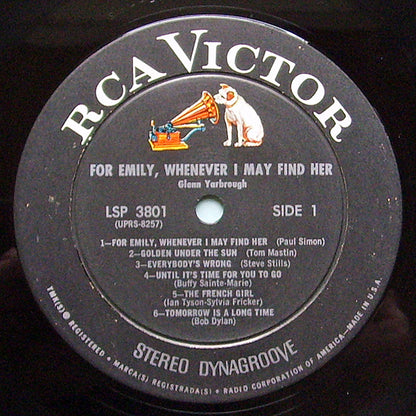 RCA VICTOR
FOR EMILY, WHENEVER I MAY FIND HER
Glenn Yarbrough
LSP 3801
(UPRS-8257)
SIDE 1
1—FOR EMILY, WHENEVER I MAY FIND HER (Paul Simon)
2—GOLDEN UNDER THE SUN (Tom Mastin)
3—EVERYBODY'S WRONG (Steve Stills)
4—UNTIL IT'S TIME FOR YOU TO GO
(Buffy Sainte-Marie)
5—THE FRENCH GIRL
(Ian Tyson-Sylvia Fricker)
6—TOMORROW IS A LONG TIME
(Bob Dylan)
STEREO DYNAGROOVE
TMK(S) ® REGISTERED • MARCA(S) REGISTRADA(S) • RADIO CORPORATION OF AMERICA—MADE IN U.S.A.